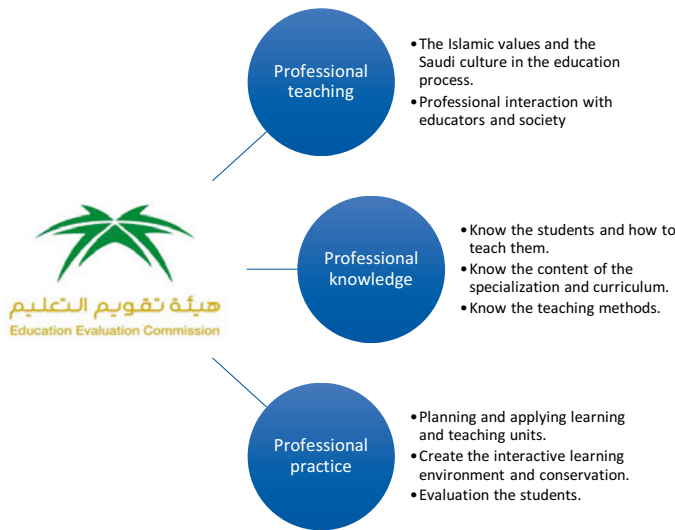 Professional
teaching
• The Islamic values and the
Saudi culture in the education
process.
• Professional interaction with
educators and society
هيئة تقويم التعليم
Education Evaluation Commission
Professional
knowledge
• Know the students and how to
teach them.
• Know the content of the
specialization and curriculum.
• Know the teaching methods.
Professional
practice
• Planning and applying learning
and teaching units.
• Create the interactive learning
environment and conservation.
• Evaluation the students.